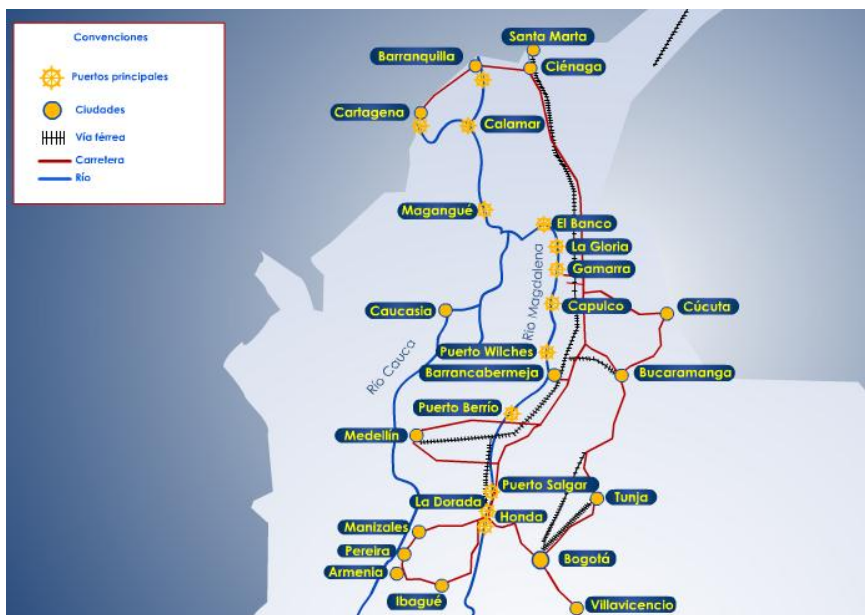 Convenciones
Puertos principales
Ciudades
Vía férrea
Carretera
Río
Santa Marta
Barranquilla
Ciénaga
Cartagena
Calamar
Magangué
El Banco
La Gloria
Gamarra
Río Magdalena
Capulco
Caucasia
Cúcuta
Río Cauca
Puerto Wilches
Barrancabermeja
Bucaramanga
Puerto Berrío
Medellín
Puerto Salgar
La Dorada
Tunja
Honda
Manizales
Pereira
Bogotá
Armenia
Ibagué
Villavicencio